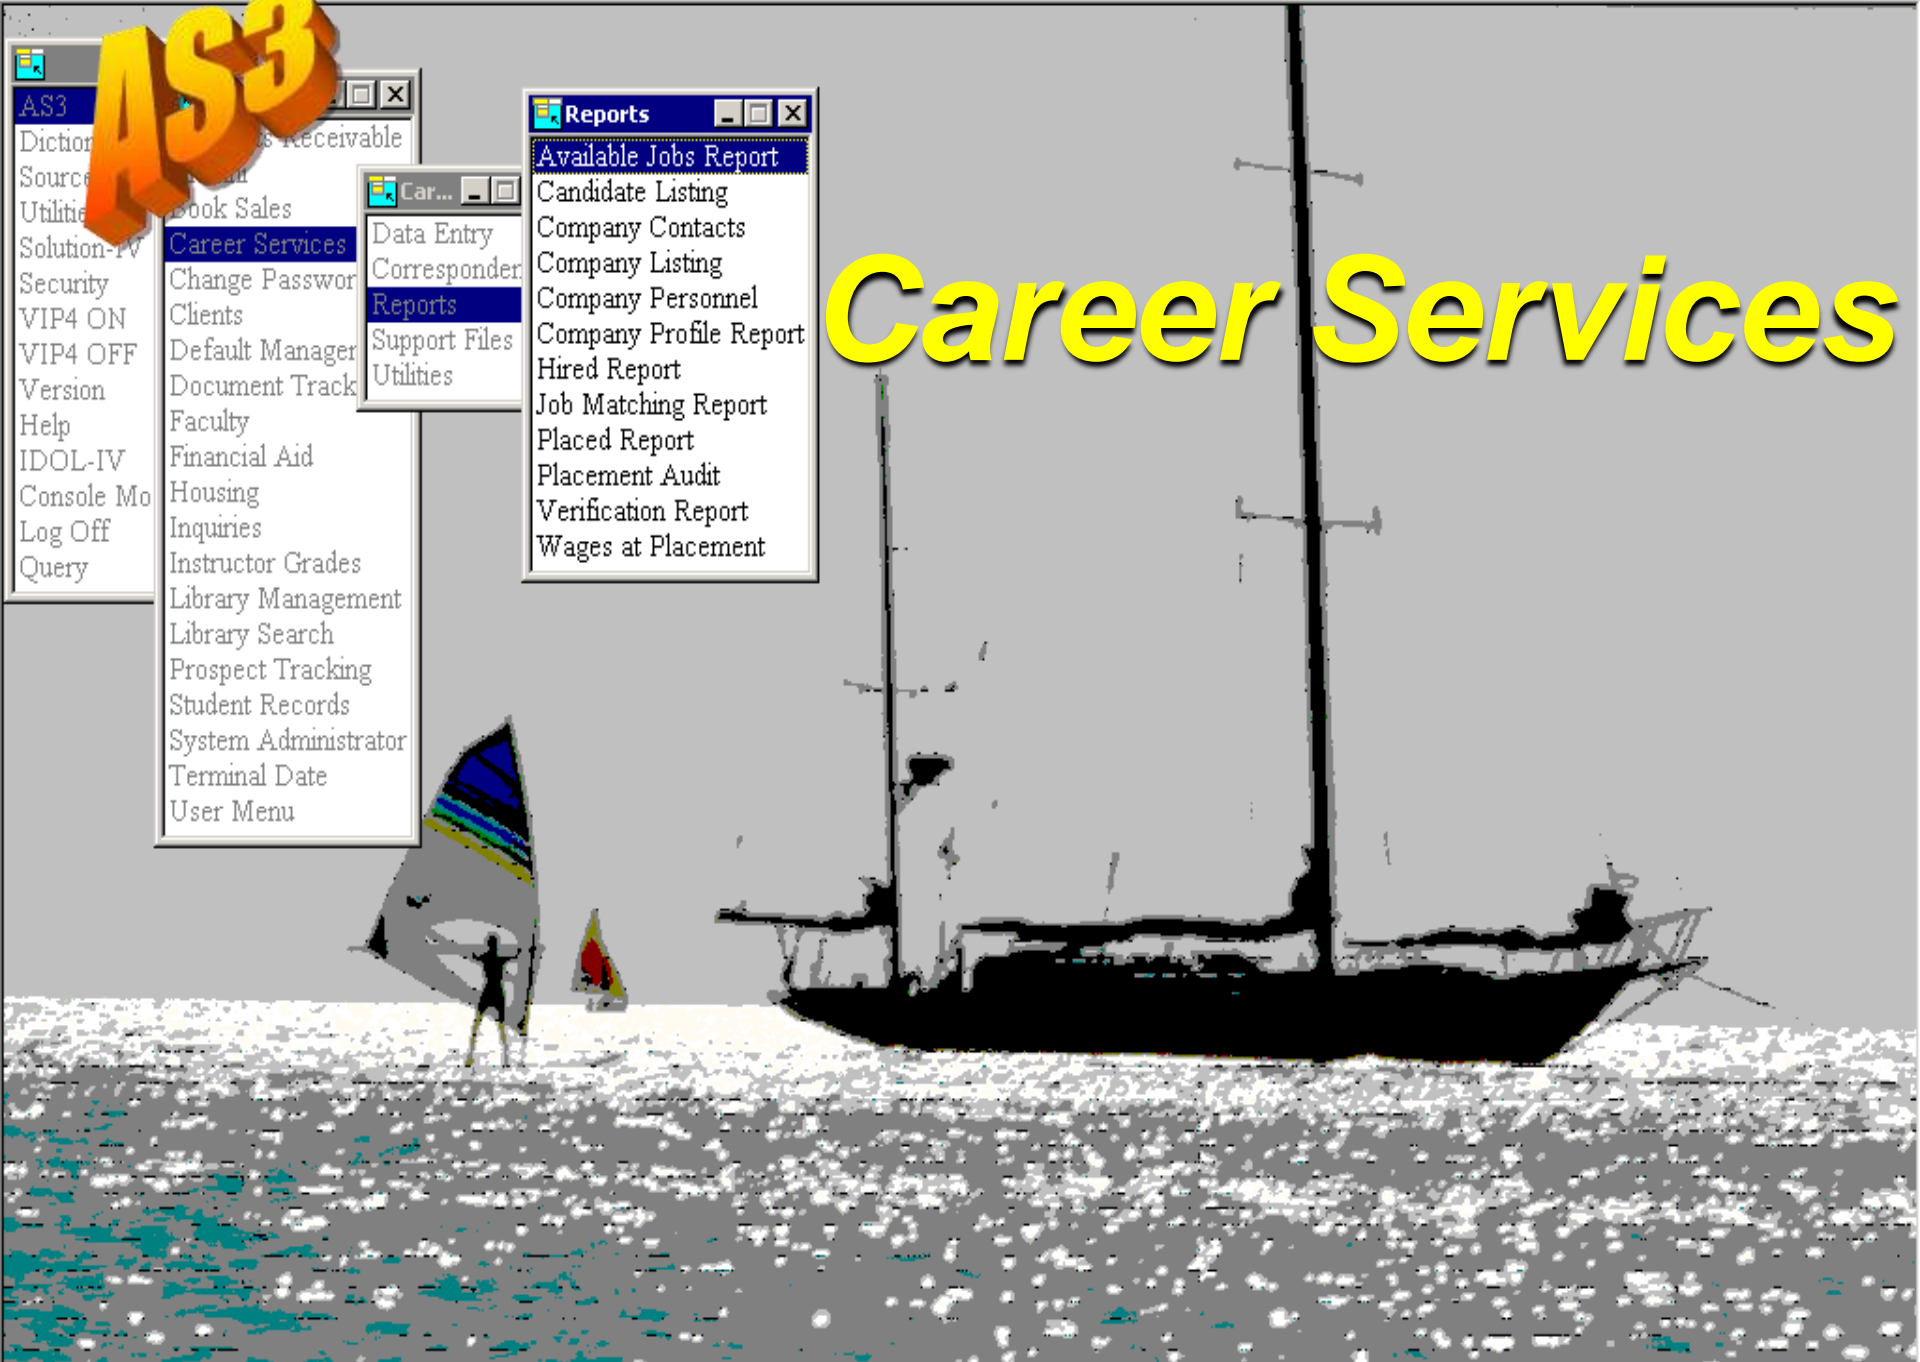 AS3
AS3
Diction
Source
Utilitie
Solution-IV
Security
VIP4 ON
VIP4 OFF
Version
Help
IDOL-IV
Console Mo
Log Off
Query
Receivable
Book Sales
Career Services
Change Passwor
Clients
Default Manager
Document Track
Faculty
Financial Aid
Housing
Inquiries
Instructor Grades
Library Management
Library Search
Prospect Tracking
Student Records
System Administrator
Terminal Date
User Menu
Car...
Data Entry
Corresponden
Reports
Support Files
Utilities
Reports
Available Jobs Report
Candidate Listing
Company Contacts
Company Listing
Company Personnel
Company Profile Report
Hired Report
Job Matching Report
Placed Report
Placement Audit
Verification Report
Wages at Placement
Career Services